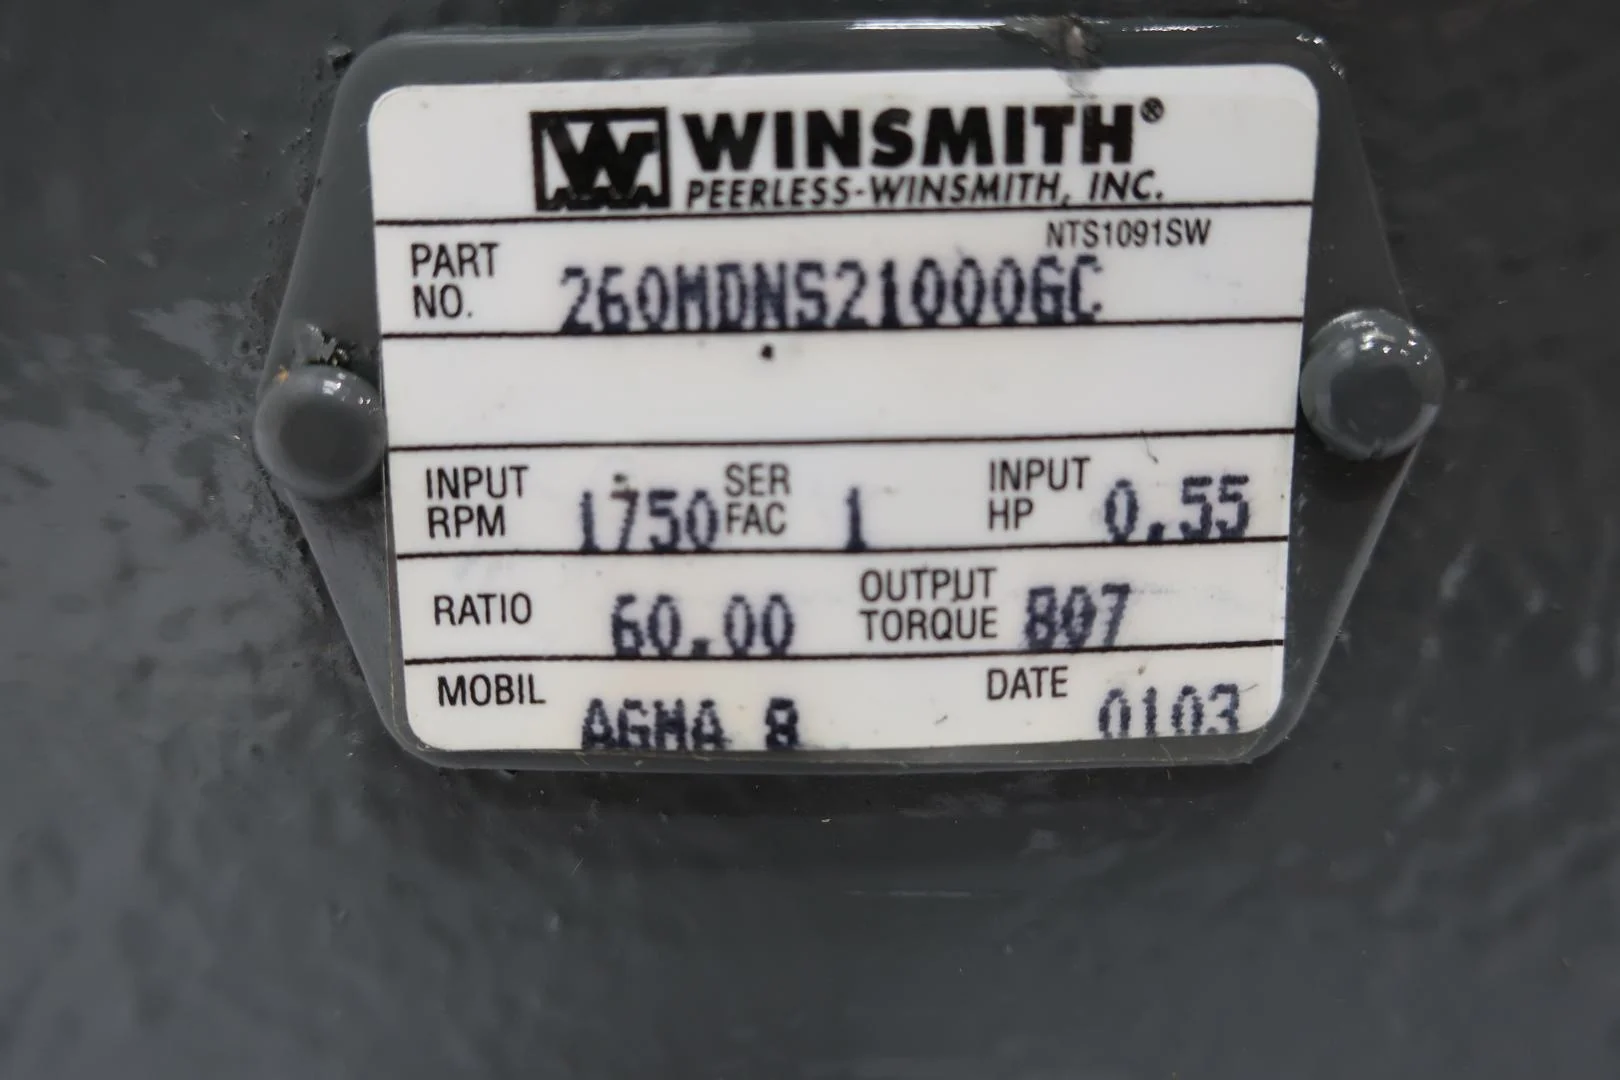 W WINSMITH®
PEERLESS-WINSMITH, INC.
NTS1091SW
PART NO. 260MDNS21000GC
INPUT RPM 1750 SER FAC 1 INPUT HP 0.55
RATIO 60.00 OUTPUT TORQUE 807
MOBIL AGMA 8 DATE 0103